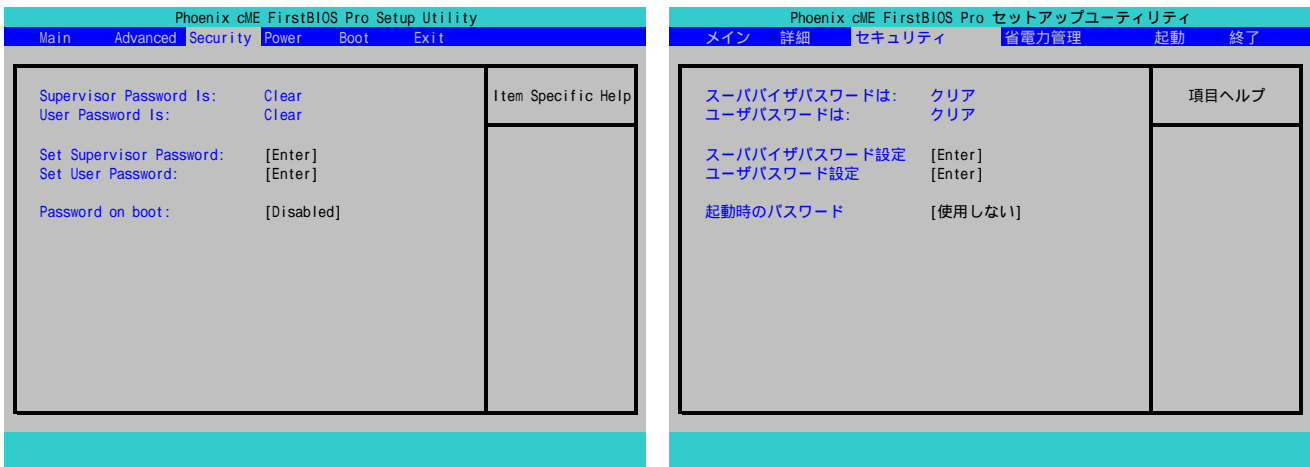 Phoenix cME FirstBIOS Pro Setup Utility
Main Advanced Security Power Boot Exit
Supervisor Password Is: Clear
User Password Is: Clear
Item Specific Help
Set Supervisor Password: [Enter]
Set User Password: [Enter]
Password on boot: [Disabled]
Phoenix cME FirstBIOS Pro セットアップユーティリティ
メイン 詳細 セキュリティ 省電力管理 起動 終了
スーパバイザパスワードは: クリア
ユーザパスワードは: クリア
項目ヘルプ
スーパバイザパスワード設定 [Enter]
ユーザパスワード設定 [Enter]
起動時のパスワード [使用しない]